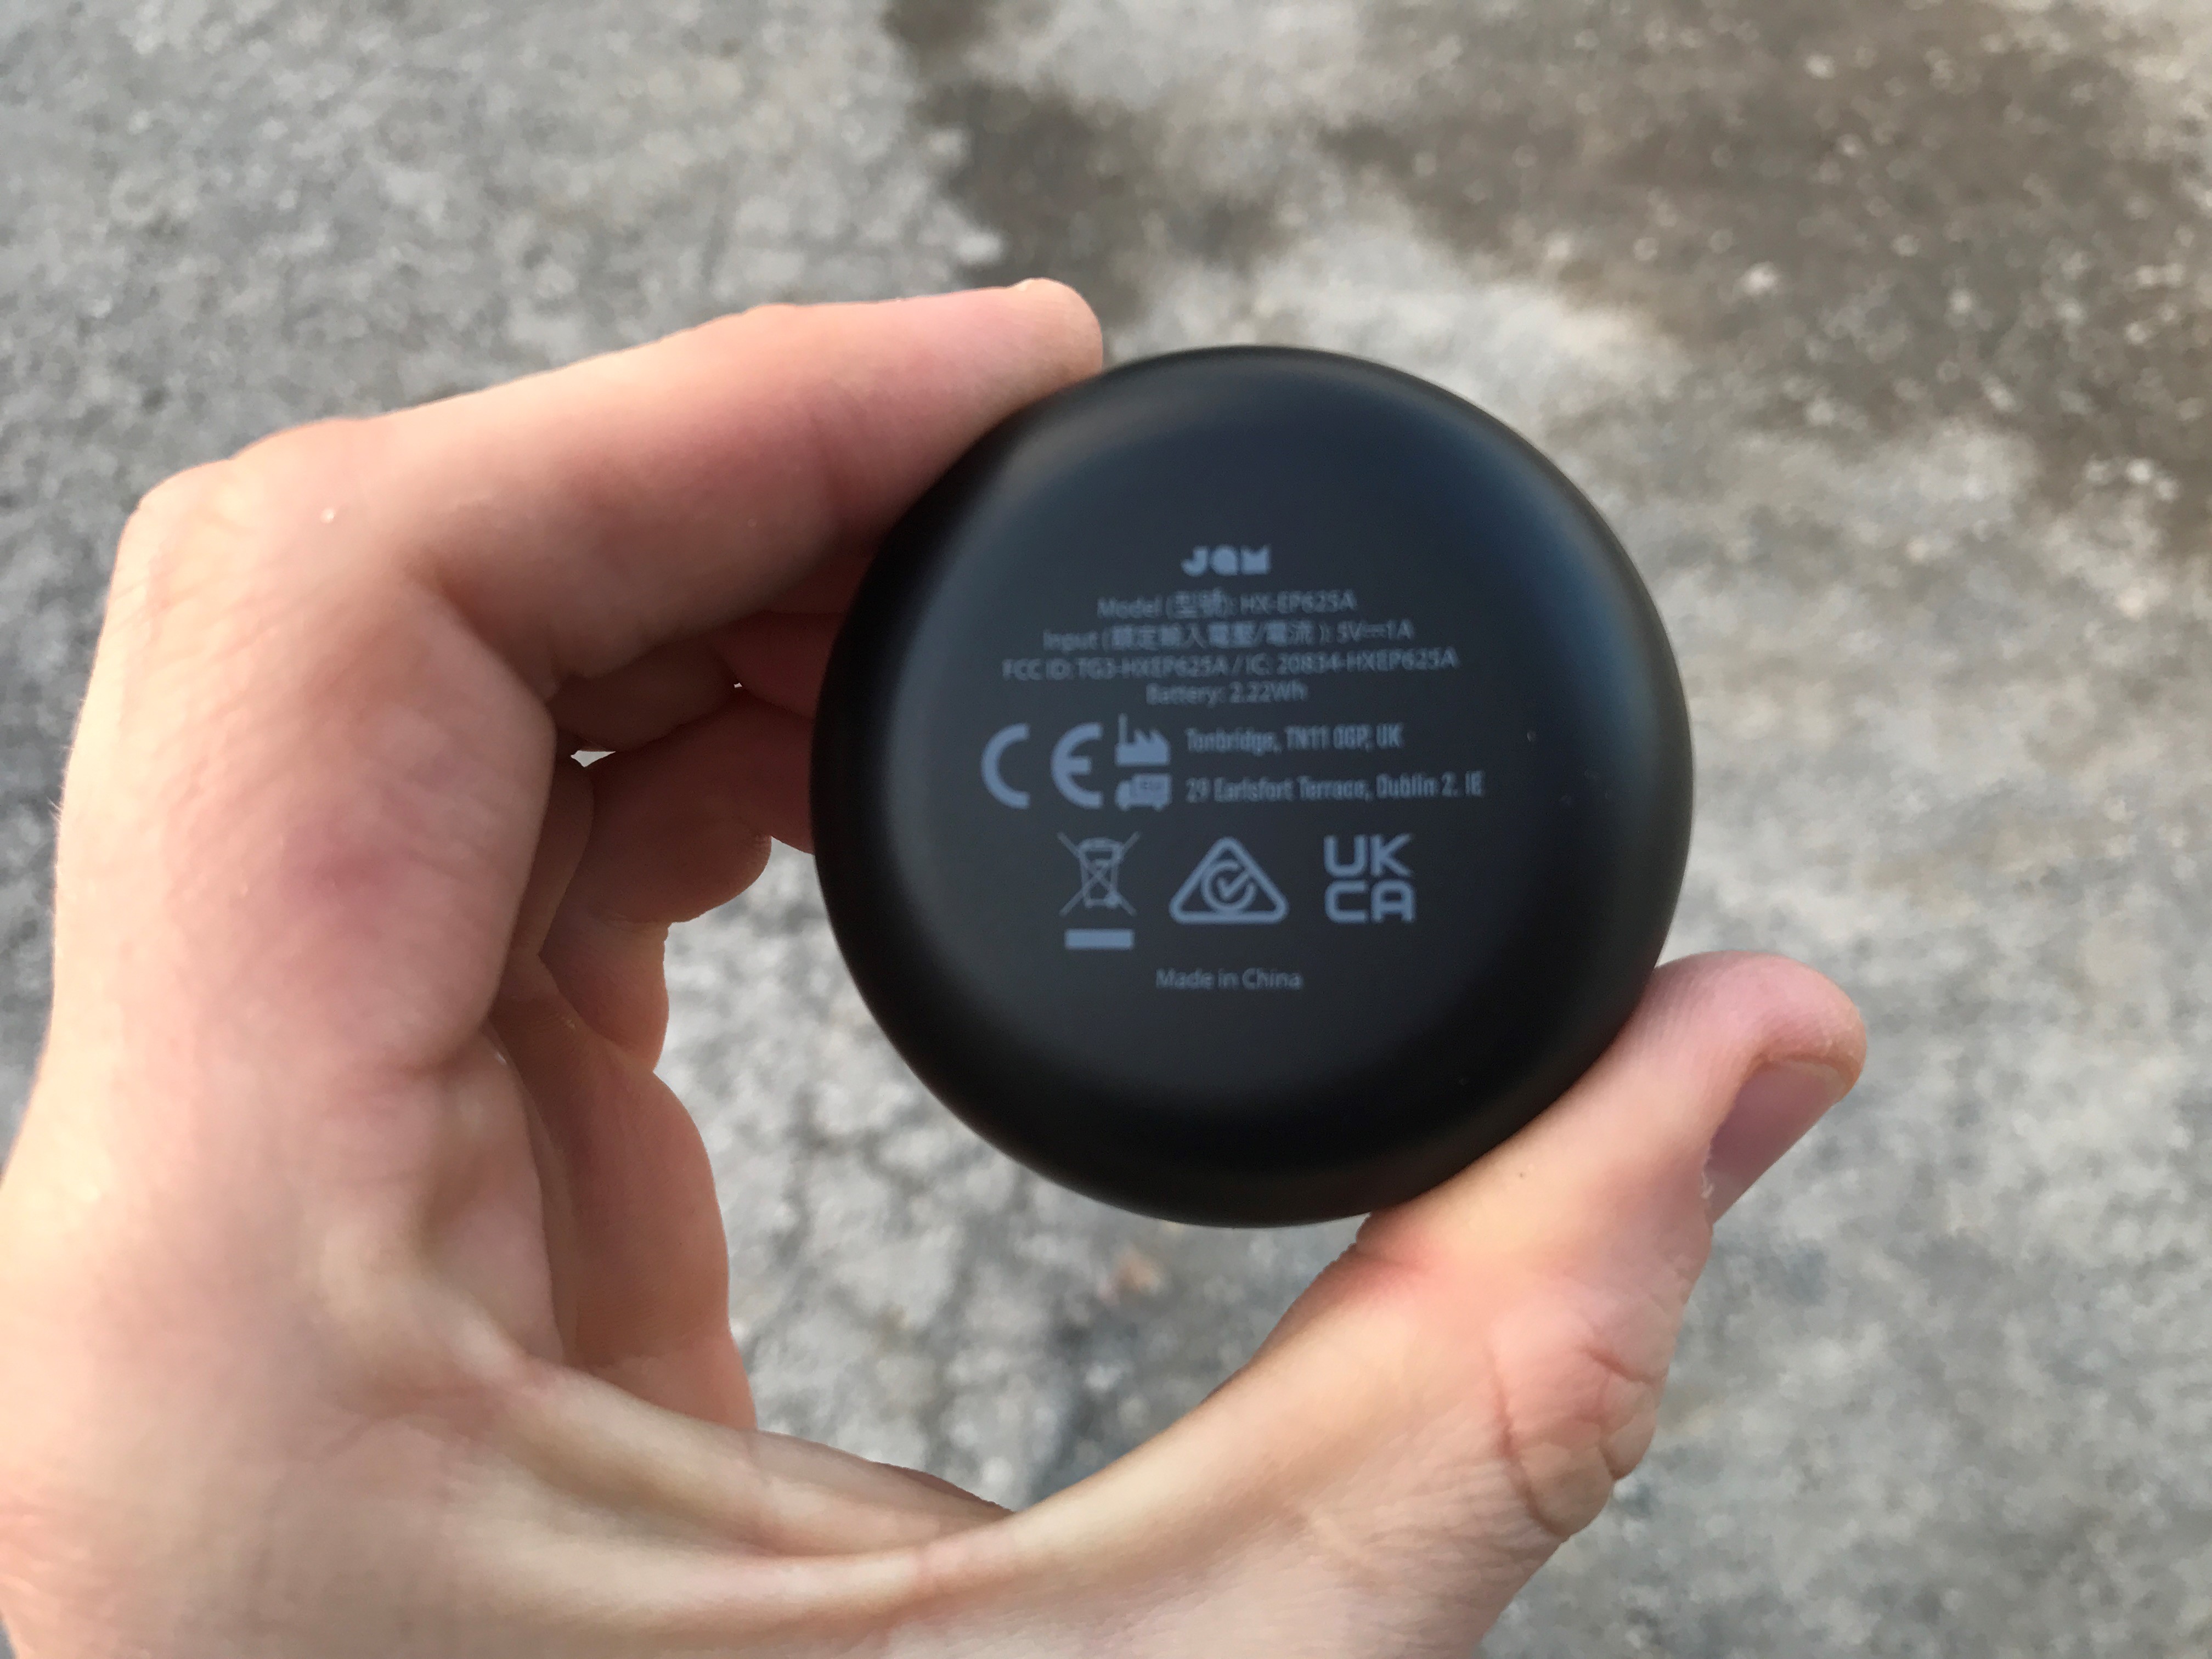 JAM
Model (型號): HX-EP625A
Input (額定輸入電壓/電流 ): 5V⎓1A
FCC ID: TG3-HXEP625A / IC: 20834-HXEP625A
Battery: 2.22Wh
CE
Tonbridge, TN11 0GP, UK
29 Earlsfort Terrace, Dublin 2, IE
UK
CA
Made in China